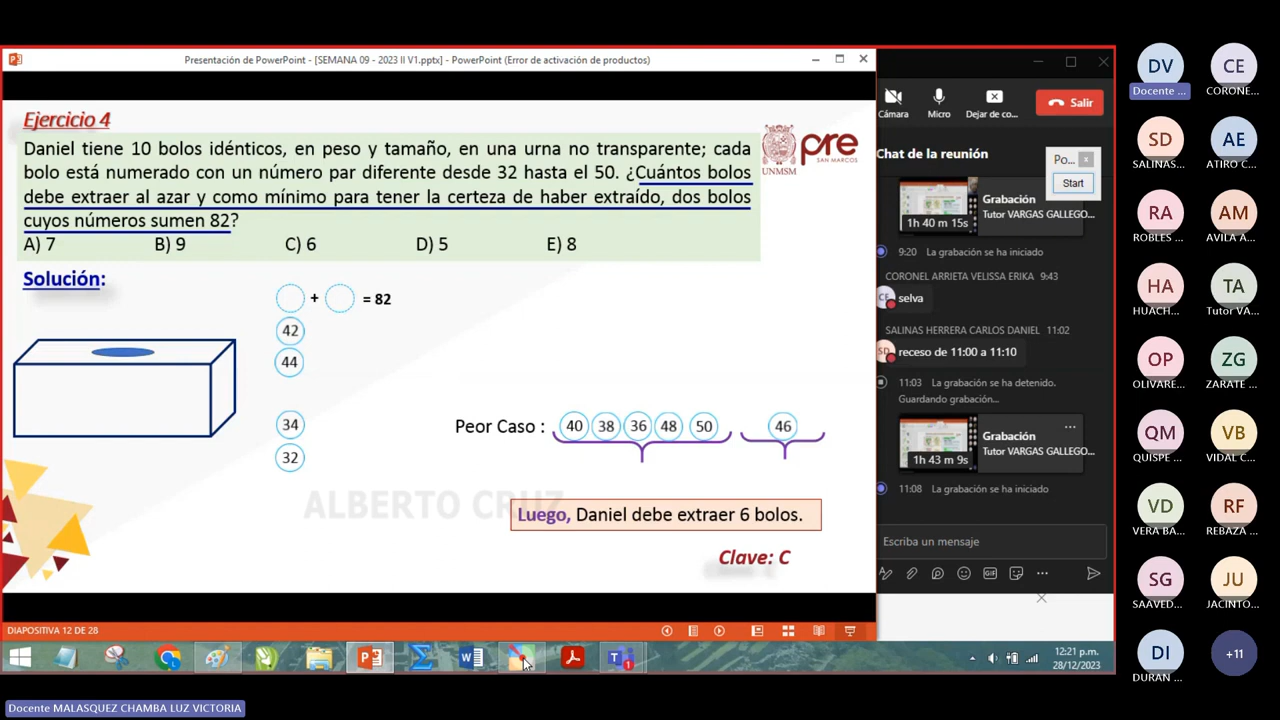 Presentación de PowerPoint - [SEMANA 09 - 2023 II V1.pptx] - PowerPoint (Error de activación de productos)
Ejercicio 4
Daniel tiene 10 bolos idénticos, en peso y tamaño, en una urna no transparente; cada
bolo está numerado con un número par diferente desde 32 hasta el 50. ¿Cuántos bolos
debe extraer al azar y como mínimo para tener la certeza de haber extraído, dos bolos
cuyos números sumen 82?
A) 7 B) 9 C) 6 D) 5 E) 8
UNMSM
pre
SAN MARCOS
Solución:
+ = 82
42
44
34
32
Peor Caso : 40 38 36 48 50 46
ALBERTO CRUZ
Luego, Daniel debe extraer 6 bolos.
Clave: C
DIAPOSITIVA 12 DE 28
Cámara Micro Dejar de co... Salir
Chat de la reunión
Po...
Start
Grabación
Tutor VARGAS GALLEGO...
1h 40 m 15s
9:20 La grabación se ha iniciado
CORONEL ARRIETA VELISSA ERIKA 9:43
CE
selva
SALINAS HERRERA CARLOS DANIEL 11:02
SD
receso de 11:00 a 11:10
11:03 La grabación se ha detenido.
Guardando grabación...
Grabación
Tutor VARGAS GALLEGO...
1h 43 m 9s
11:08 La grabación se ha iniciado
Escriba un mensaje
GIF
12:21 p.m.
28/12/2023
DV CE
Docente ... CORONE...
SD AE
SALINAS... ATIRO C...
RA AM
ROBLES ... AVILA A...
HA TA
HUACH... Tutor VA...
OP ZG
OLIVARE... ZARATE ...
QM VB
QUISPE ... VIDAL C...
VD RF
VERA BA... REBAZA ...
SG JU
SAAVED... JACINTO...
DI +11
DURAN ...
Docente MALASQUEZ CHAMBA LUZ VICTORIA